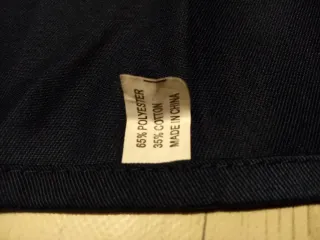 65% POLYESTER
35% COTTON
MADE IN CHINA